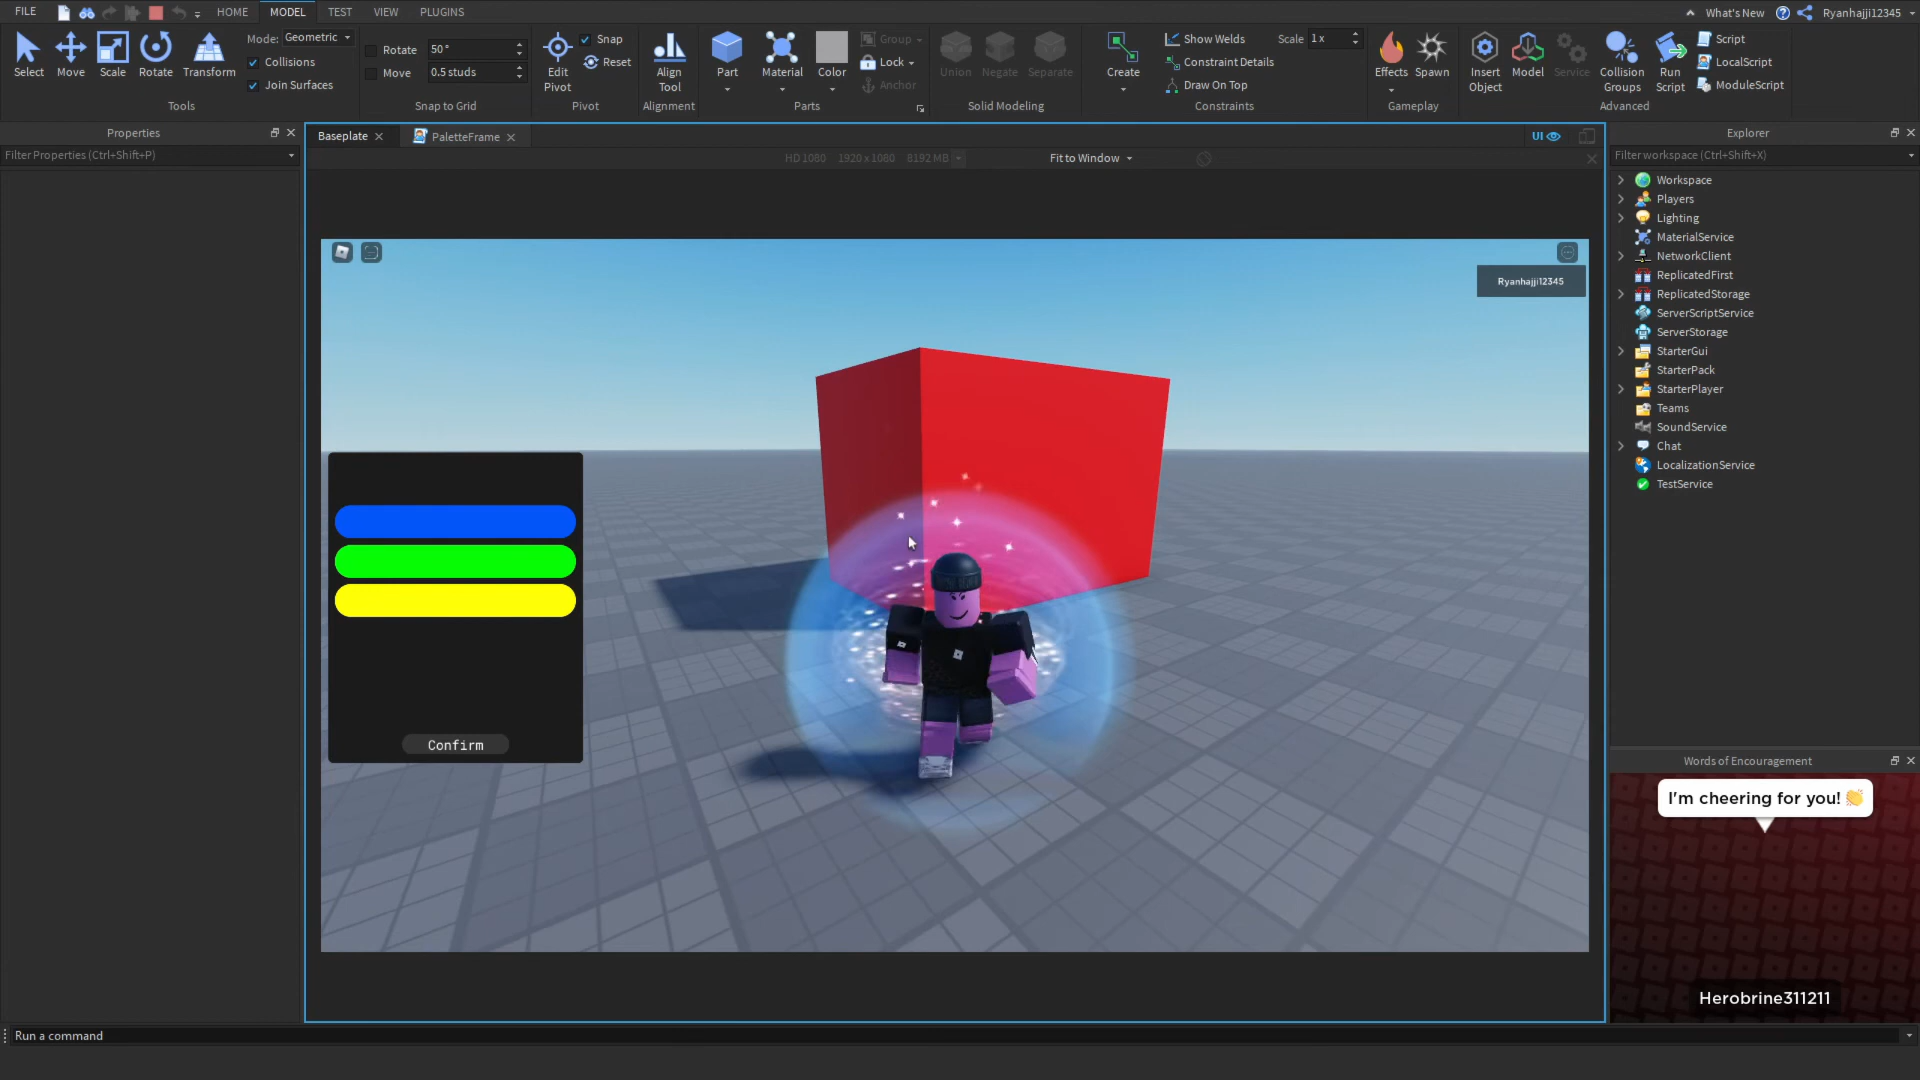 FILE HOME MODEL TEST VIEW PLUGINS What's New Ryanhajji12345
Select Move Scale Rotate Transform
Mode: Geometric
Collisions
Join Surfaces
Tools
Rotate 50°
Move 0.5 studs
Snap to Grid
Edit Pivot
Snap
Reset
Pivot
Align Tool
Alignment
Part Material Color
Group
Lock
Anchor
Parts
Union Negate Separate
Solid Modeling
Create
Show Welds
Scale 1 x
Constraint Details
Draw On Top
Constraints
Effects Spawn
Gameplay
Insert Object
Model
Service
Collision Groups
Run Script
Script
LocalScript
ModuleScript
Advanced
Properties
Filter Properties (Ctrl+Shift+P)
Baseplate
PaletteFrame
UI
HD 1080 1920 x 1080 8192 MB
Fit to Window
Ryanhajji12345
Confirm
Explorer
Filter workspace (Ctrl+Shift+X)
Workspace
Players
Lighting
MaterialService
NetworkClient
ReplicatedFirst
ReplicatedStorage
ServerScriptService
ServerStorage
StarterGui
StarterPack
StarterPlayer
Teams
SoundService
Chat
LocalizationService
TestService
Words of Encouragement
I'm cheering for you! 👏
Herobrine311211
Run a command